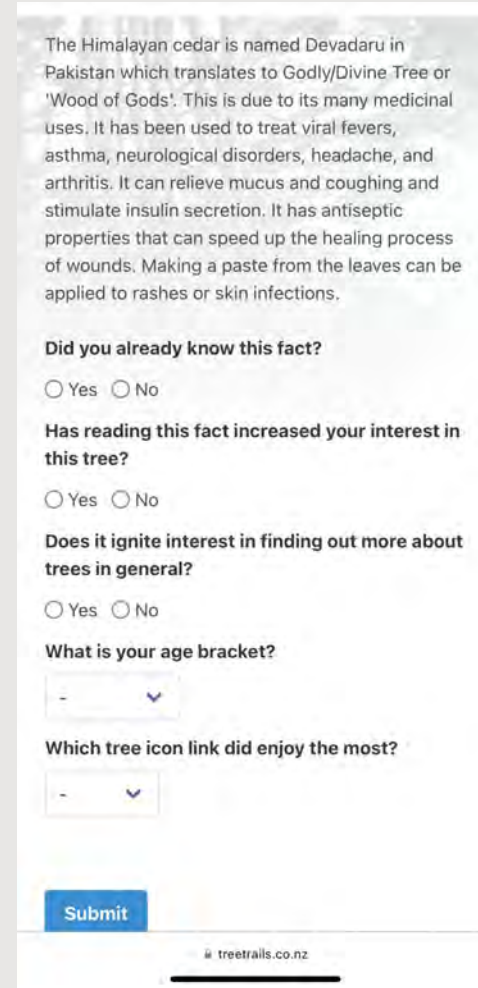 The Himalayan cedar is named Devadaru in
Pakistan which translates to Godly/Divine Tree or
'Wood of Gods'. This is due to its many medicinal
uses. It has been used to treat viral fevers,
asthma, neurological disorders, headache, and
arthritis. It can relieve mucus and coughing and
stimulate insulin secretion. It has antiseptic
properties that can speed up the healing process
of wounds. Making a paste from the leaves can be
applied to rashes or skin infections.
Did you already know this fact?
Yes No
Has reading this fact increased your interest in
this tree?
Yes No
Does it ignite interest in finding out more about
trees in general?
Yes No
What is your age bracket?
-
Which tree icon link did enjoy the most?
-
Submit
treetrails.co.nz